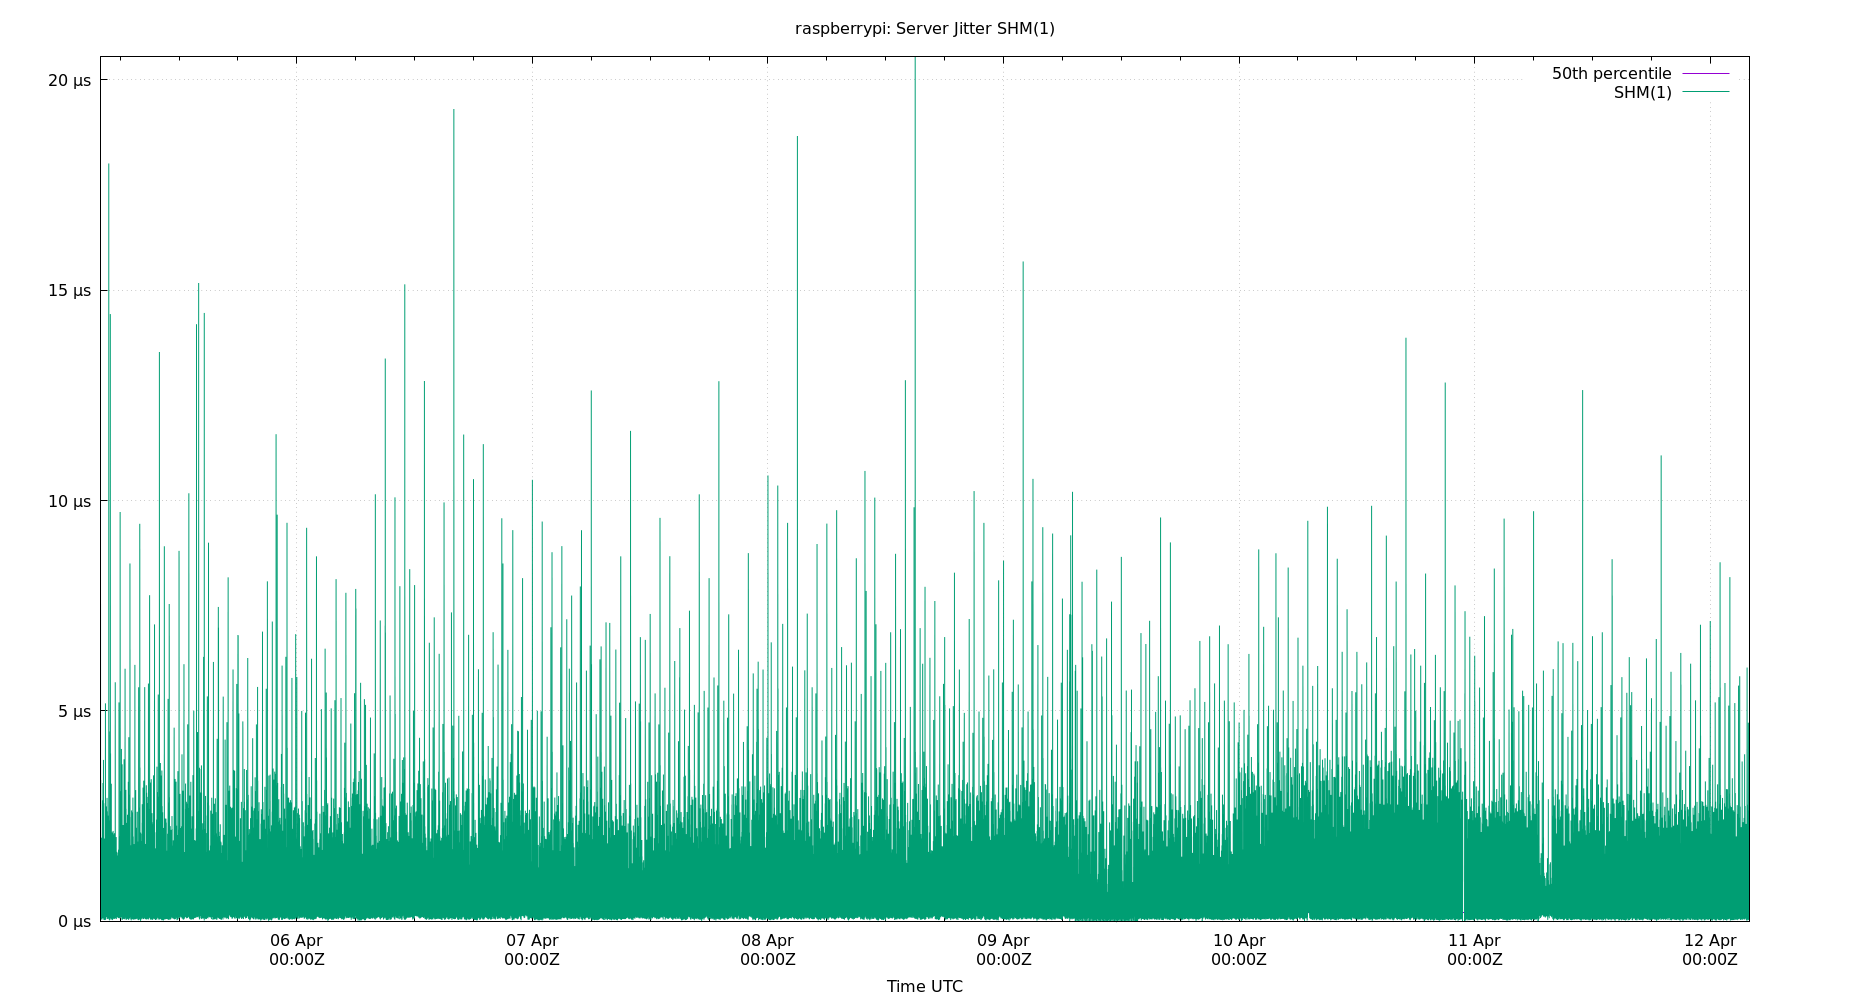 raspberrypi: Server Jitter SHM(1)
50th percentile
SHM(1)
20 µs
15 µs
10 µs
5 µs
0 µs
06 Apr 07 Apr 08 Apr 09 Apr 10 Apr 11 Apr 12 Apr
00:00Z 00:00Z 00:00Z 00:00Z 00:00Z 00:00Z 00:00Z
Time UTC